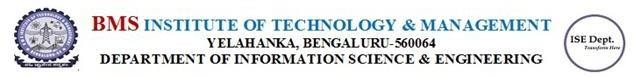 BMS INSTITUTE OF TECHNOLOGY & MANAGEMENT
YELAHANKA, BENGALURU-560064
DEPARTMENT OF INFORMATION SCIENCE & ENGINEERING
ISE Dept.
Transform Here